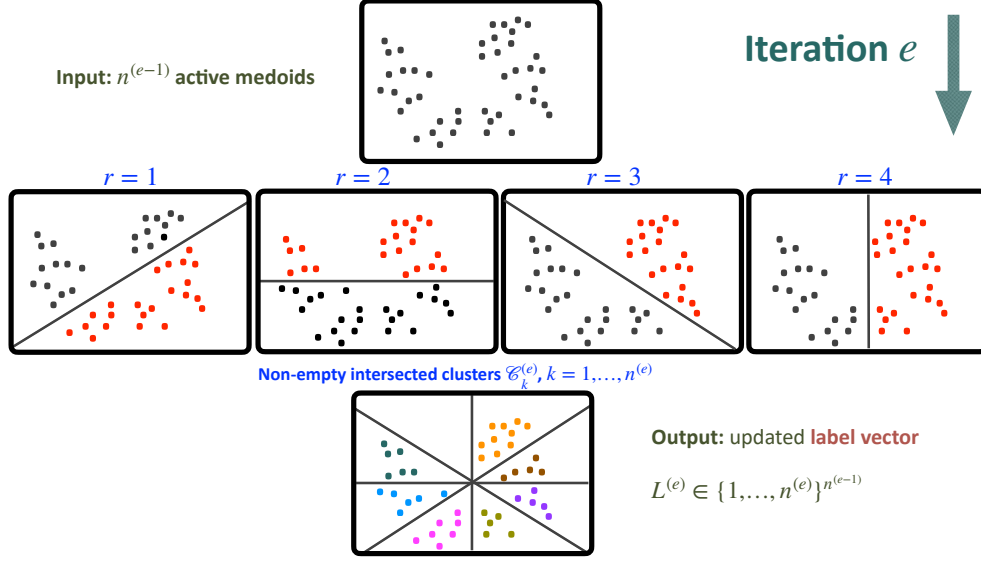 Iteration e
Input: n^{(e−1)} active medoids
r = 1
r = 2
r = 3
r = 4
Non-empty intersected clusters 𝒞_k^{(e)}, k = 1,…,n^{(e)}
Output: updated label vector
L^{(e)} ∈ {1,…,n^{(e)}}^{n^{(e−1)}}